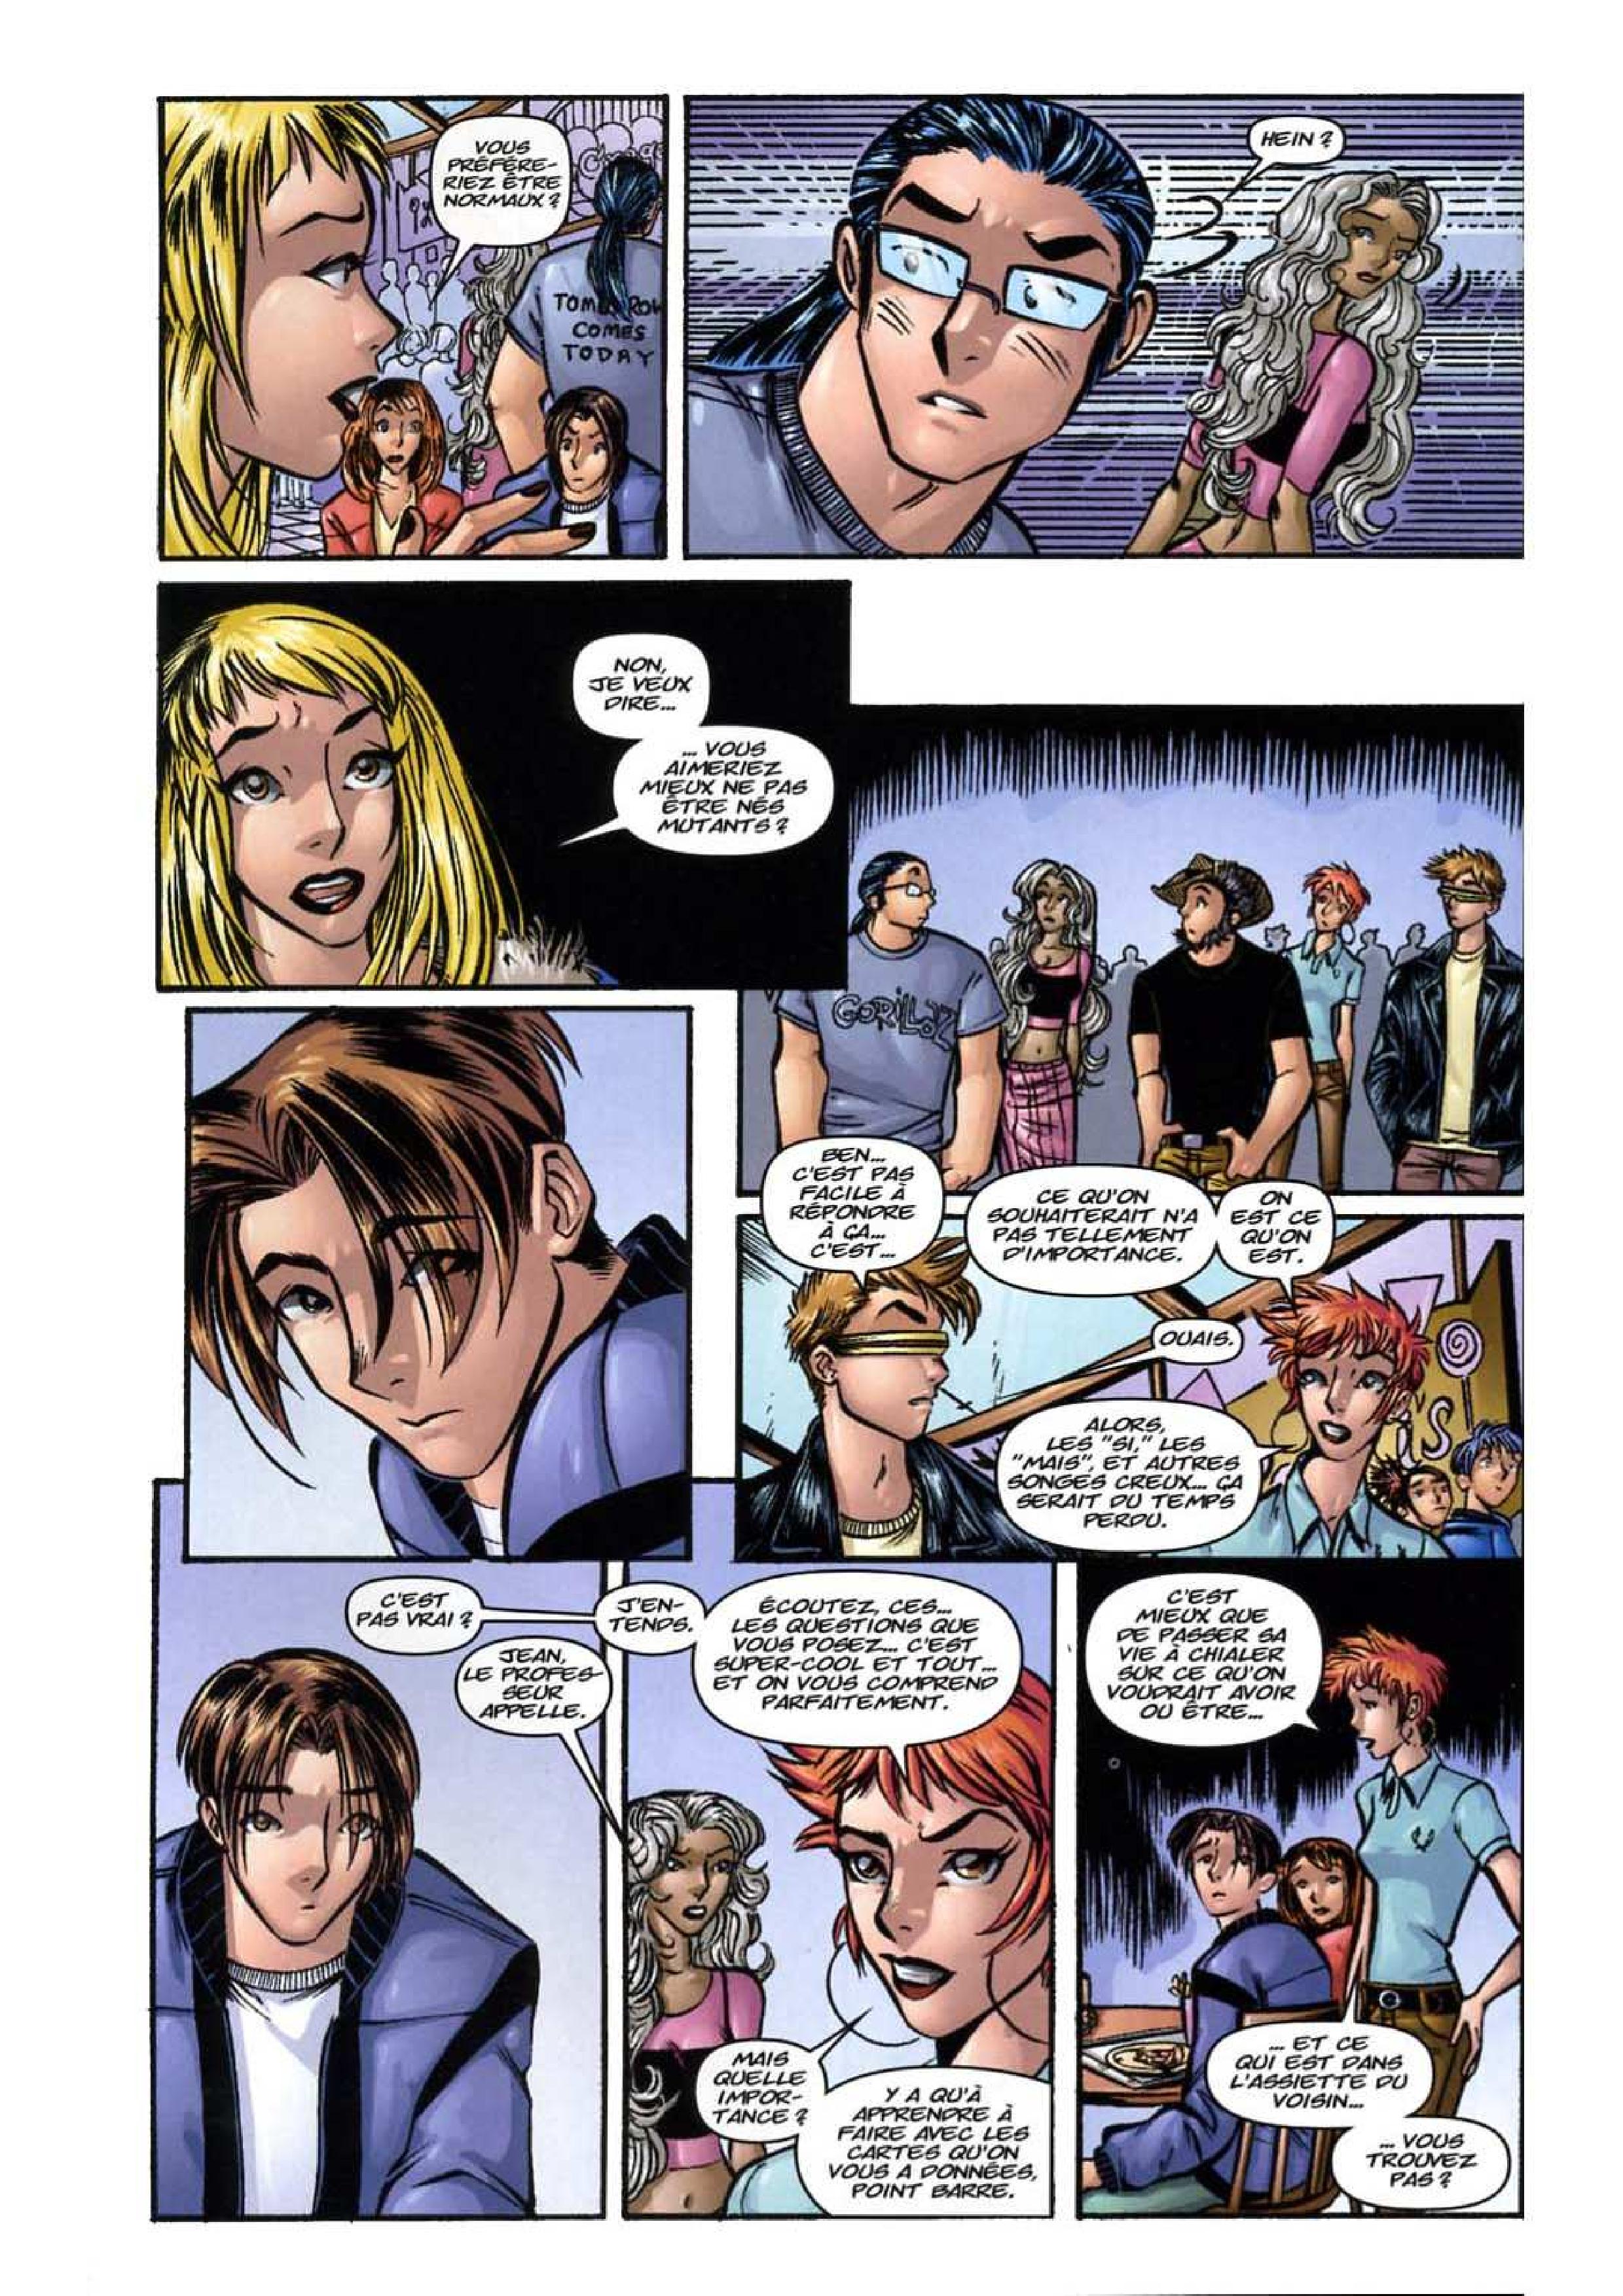 VOUS
PRÉFÉRE-
RIEZ ÊTRE
NORMAUX ?
COMES
TODAY
HEIN ?
NON,
JE VEUX
DIRE...
... VOUS
AIMERIEZ
MIEUX NE PAS
ÊTRE NÉS
MUTANTS ?
GORILLAZ
BEN...
C'EST PAS
FACILE À
RÉPONDRE
À ÇA...
C'EST...
CE QU'ON
SOUHAITERAIT N'A
PAS TELLEMENT
D'IMPORTANCE.
ON
EST CE
QU'ON
EST.
OUAIS.
ALORS,
LES "SI," LES
"MAIS", ET AUTRES
SONGES CREUX... ÇA
SERAIT DU TEMPS
PERDU.
C'EST
PAS VRAI ?
J'EN-
TENDS.
JEAN,
LE PROFES-
SEUR
APPELLE.
ÉCOUTEZ, CES...
LES QUESTIONS QUE
VOUS POSEZ... C'EST
SUPER-COOL ET TOUT...
ET ON VOUS COMPREND
PARFAITEMENT.
MAIS
QUELLE
IMPOR-
TANCE ?
Y A QU'À
APPRENDRE À
FAIRE AVEC LES
CARTES QU'ON
VOUS A DONNÉES,
POINT BARRE.
C'EST
MIEUX QUE
DE PASSER SA
VIE À CHIALER
SUR CE QU'ON
VOUDRAIT AVOIR
OU ÊTRE...
... ET CE
QUI EST DANS
L'ASSIETTE DU
VOISIN...
... VOUS
TROUVEZ
PAS ?